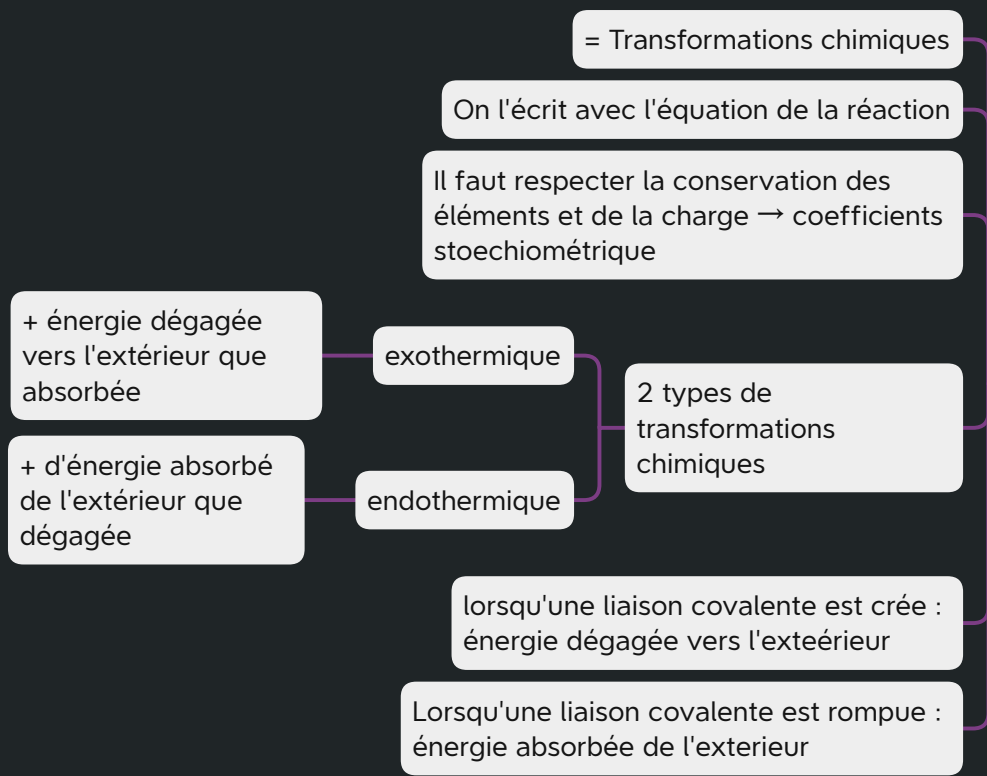 = Transformations chimiques
On l'écrit avec l'équation de la réaction
Il faut respecter la conservation des
éléments et de la charge → coefficients
stoechiométrique
+ énergie dégagée
vers l'extérieur que
absorbée
exothermique
2 types de
transformations
chimiques
+ d'énergie absorbé
de l'extérieur que
dégagée
endothermique
lorsqu'une liaison covalente est crée :
énergie dégagée vers l'exteérieur
Lorsqu'une liaison covalente est rompue :
énergie absorbée de l'exterieur